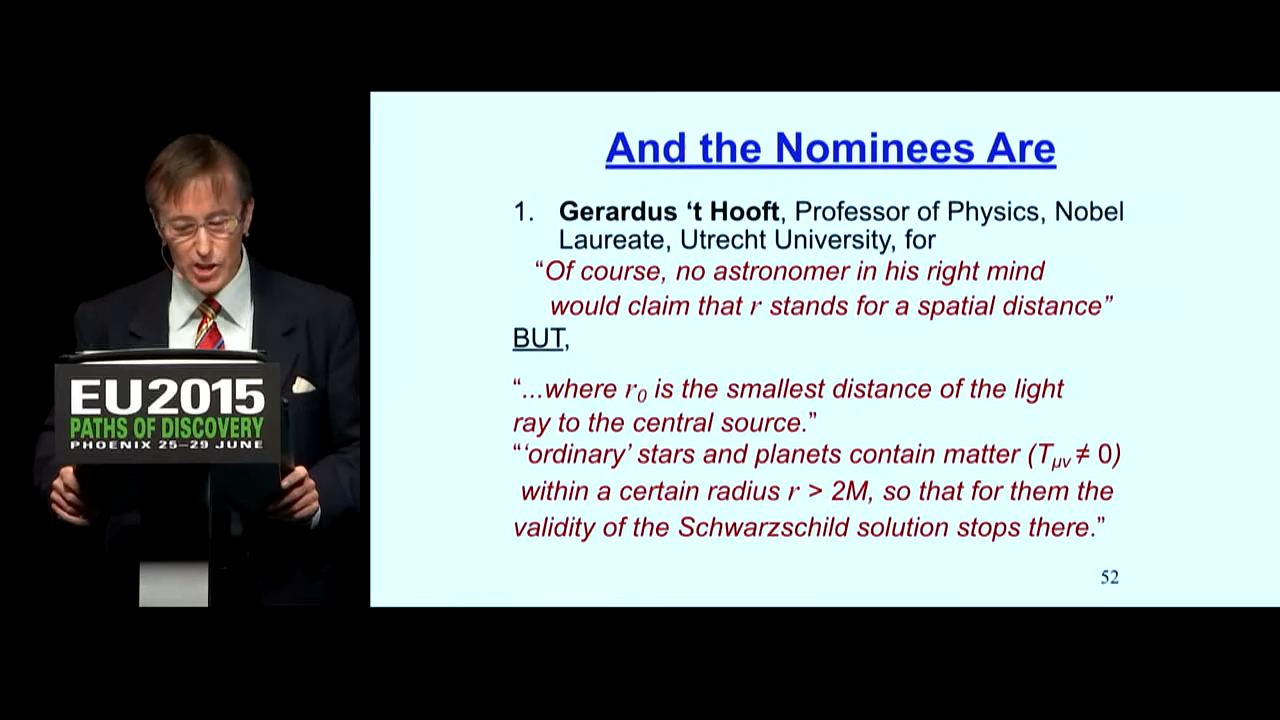 EU2015
PATHS OF DISCOVERY
PHOENIX 25–29 JUNE
And the Nominees Are
1. Gerardus ‘t Hooft, Professor of Physics, Nobel
Laureate, Utrecht University, for
“Of course, no astronomer in his right mind
would claim that r stands for a spatial distance”
BUT,
“...where r₀ is the smallest distance of the light
ray to the central source.”
“‘ordinary’ stars and planets contain matter (Tμν ≠ 0)
within a certain radius r > 2M, so that for them the
validity of the Schwarzschild solution stops there.”
52